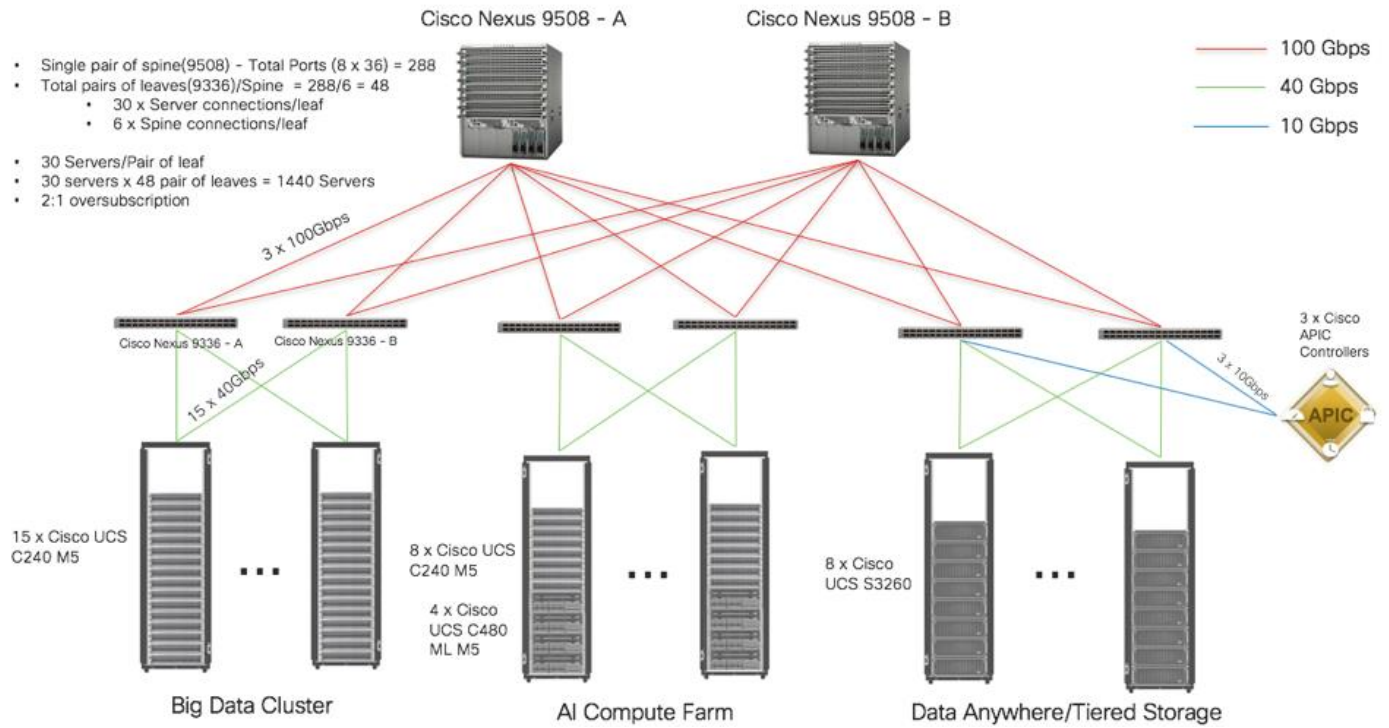 Cisco Nexus 9508 - A
Cisco Nexus 9508 - B
• Single pair of spine(9508) - Total Ports (8 x 36) = 288
• Total pairs of leaves(9336)/Spine = 288/6 = 48
• 30 x Server connections/leaf
• 6 x Spine connections/leaf
• 30 Servers/Pair of leaf
• 30 servers x 48 pair of leaves = 1440 Servers
• 2:1 oversubscription
100 Gbps
40 Gbps
10 Gbps
3 x 100Gbps
Cisco Nexus 9336 - A
Cisco Nexus 9336 - B
15 x 40Gbps
3 x 10Gbps
3 x Cisco
APIC
Controllers
APIC
15 x Cisco UCS
C240 M5
...
8 x Cisco UCS
C240 M5
4 x Cisco
UCS C480
ML M5
...
8 x Cisco
UCS S3260
...
Big Data Cluster
AI Compute Farm
Data Anywhere/Tiered Storage